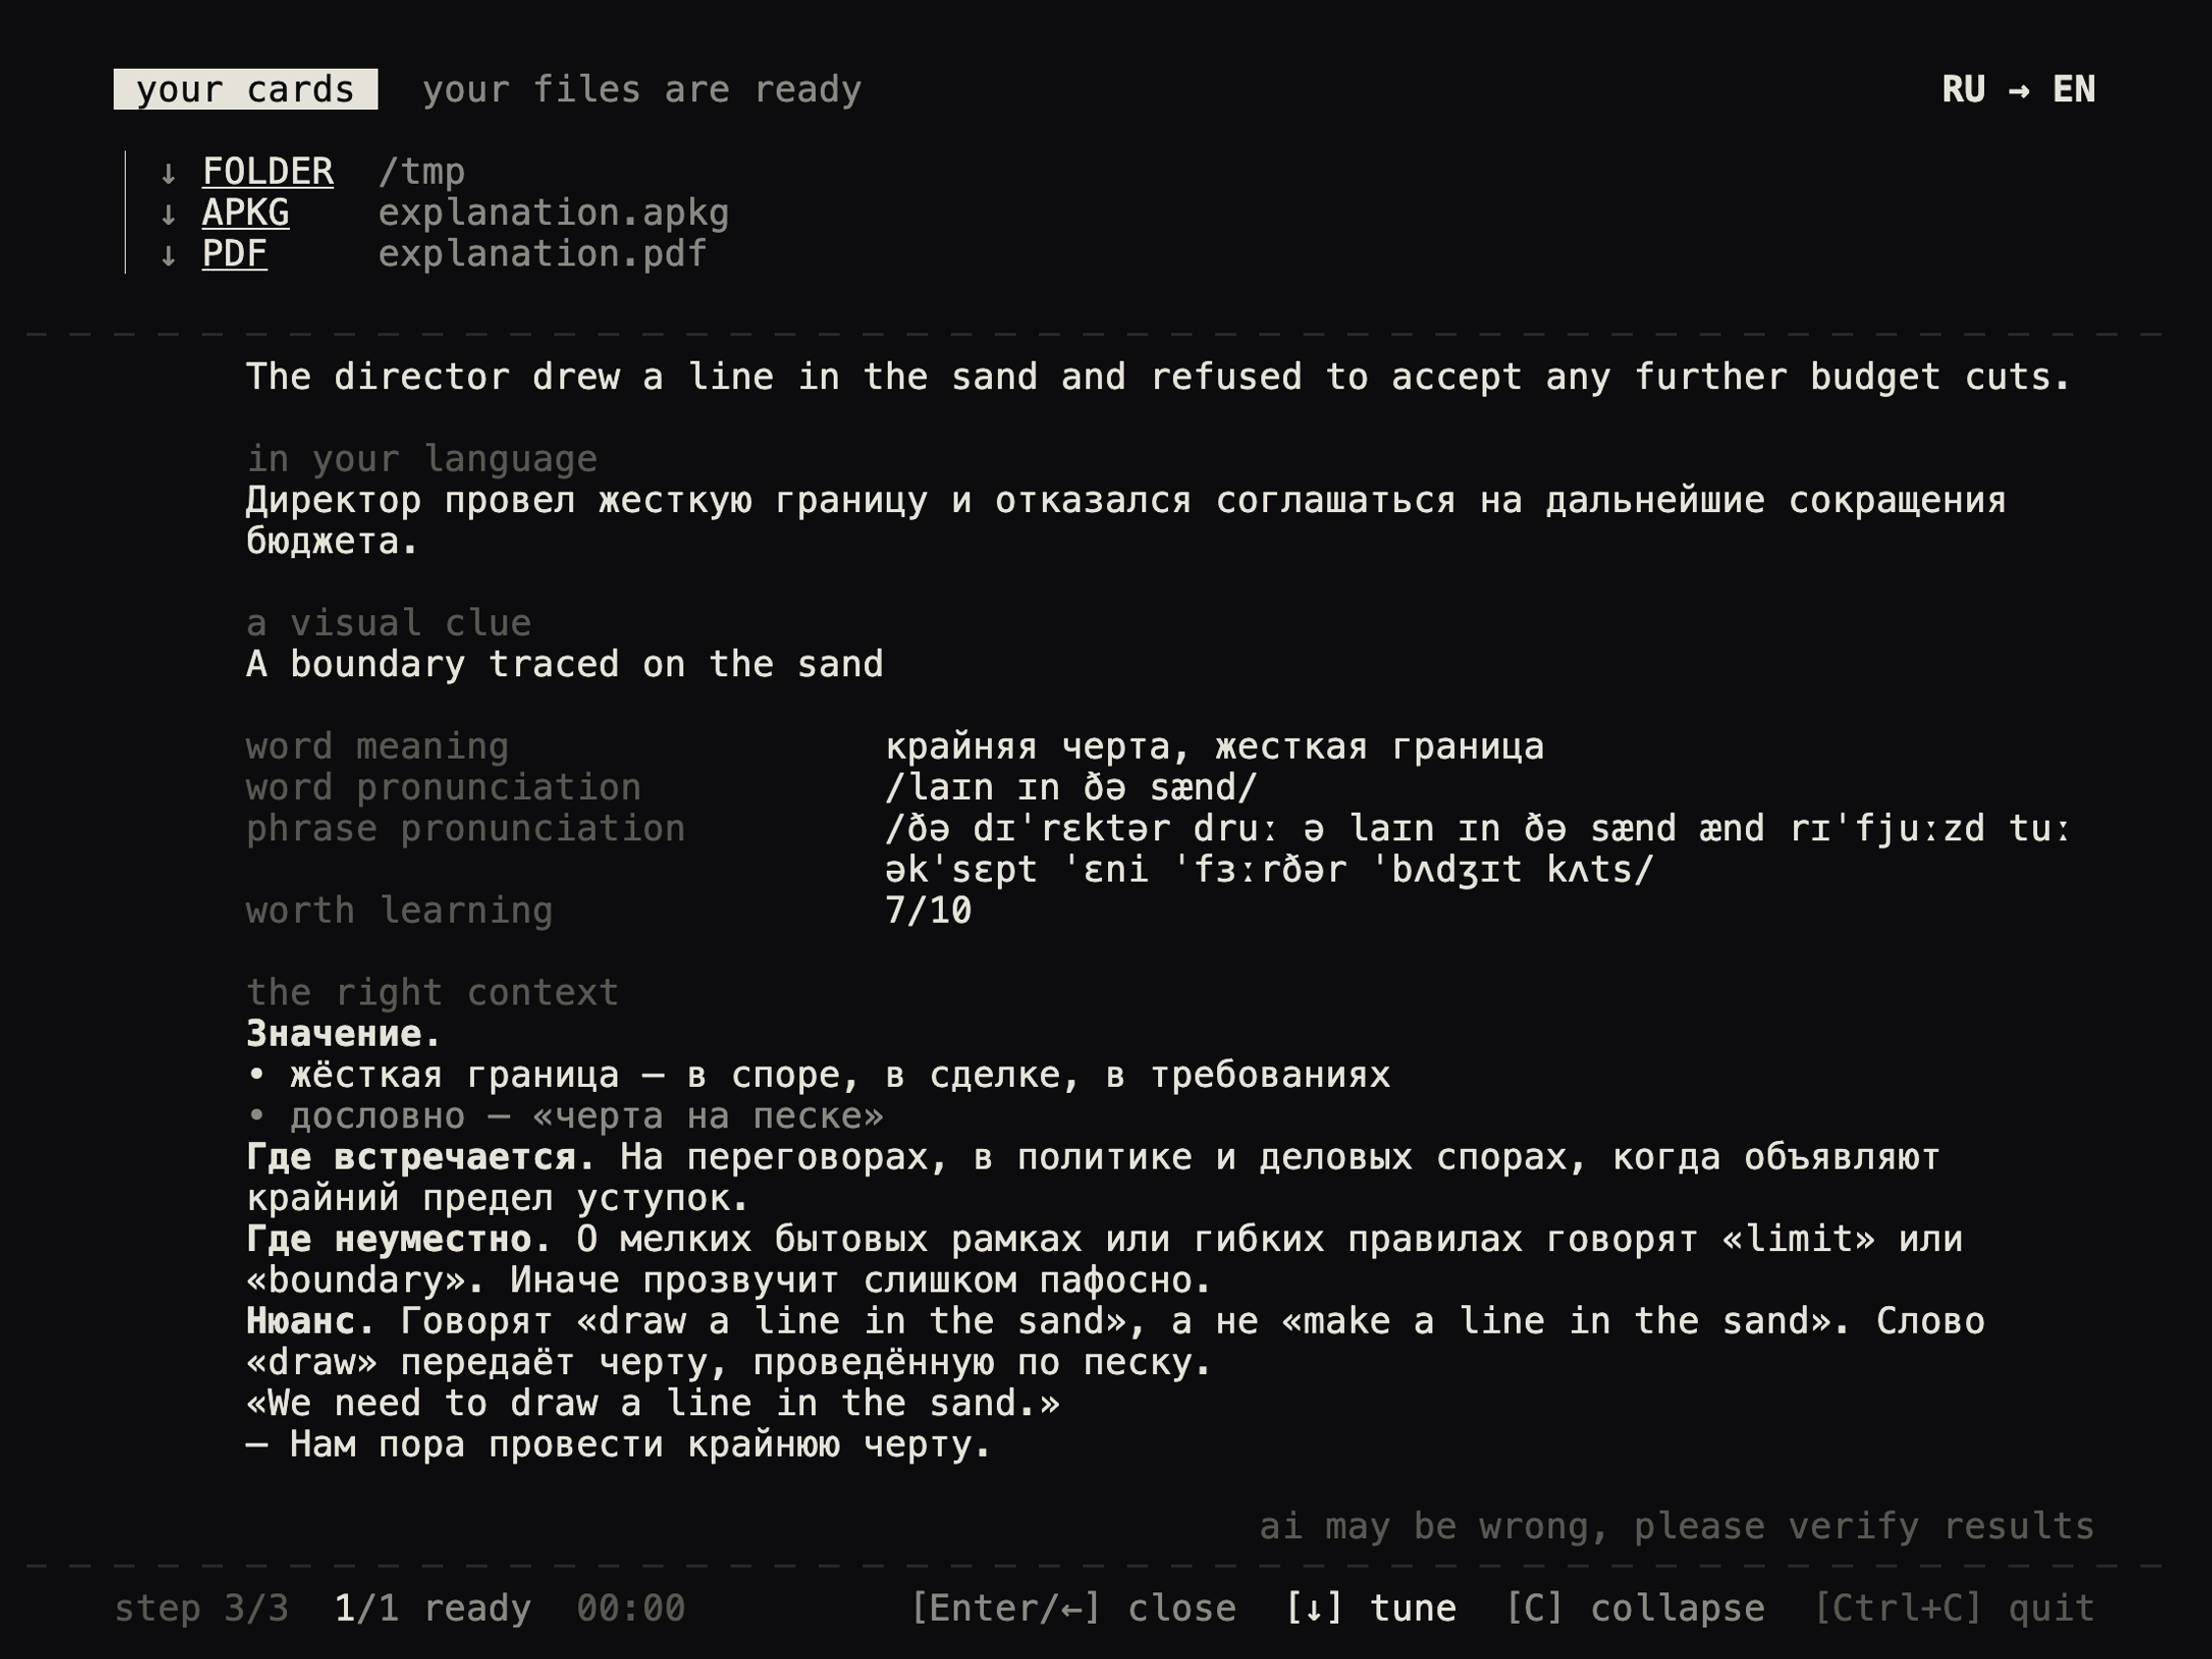 your cards your files are ready RU → EN
↓ FOLDER /tmp
↓ APKG explanation.apkg
↓ PDF explanation.pdf
The director drew a line in the sand and refused to accept any further budget cuts.
in your language
Директор провел жесткую границу и отказался соглашаться на дальнейшие сокращения
бюджета.
a visual clue
A boundary traced on the sand
word meaning крайняя черта, жесткая граница
word pronunciation /laɪn ɪn ðə sænd/
phrase pronunciation /ðə dɪˈrɛktər druː ə laɪn ɪn ðə sænd ænd rɪˈfjuːzd tuː
əkˈsɛpt ˈɛni ˈfɜːrðər ˈbʌdʒɪt kʌts/
worth learning 7/10
the right context
Значение.
• жёсткая граница — в споре, в сделке, в требованиях
• дословно — «черта на песке»
Где встречается. На переговорах, в политике и деловых спорах, когда объявляют
крайний предел уступок.
Где неуместно. О мелких бытовых рамках или гибких правилах говорят «limit» или
«boundary». Иначе прозвучит слишком пафосно.
Нюанс. Говорят «draw a line in the sand», а не «make a line in the sand». Слово
«draw» передаёт черту, проведённую по песку.
«We need to draw a line in the sand.»
— Нам пора провести крайнюю черту.
ai may be wrong, please verify results
step 3/3 1/1 ready 00:00 [Enter/←] close [↓] tune [C] collapse [Ctrl+C] quit